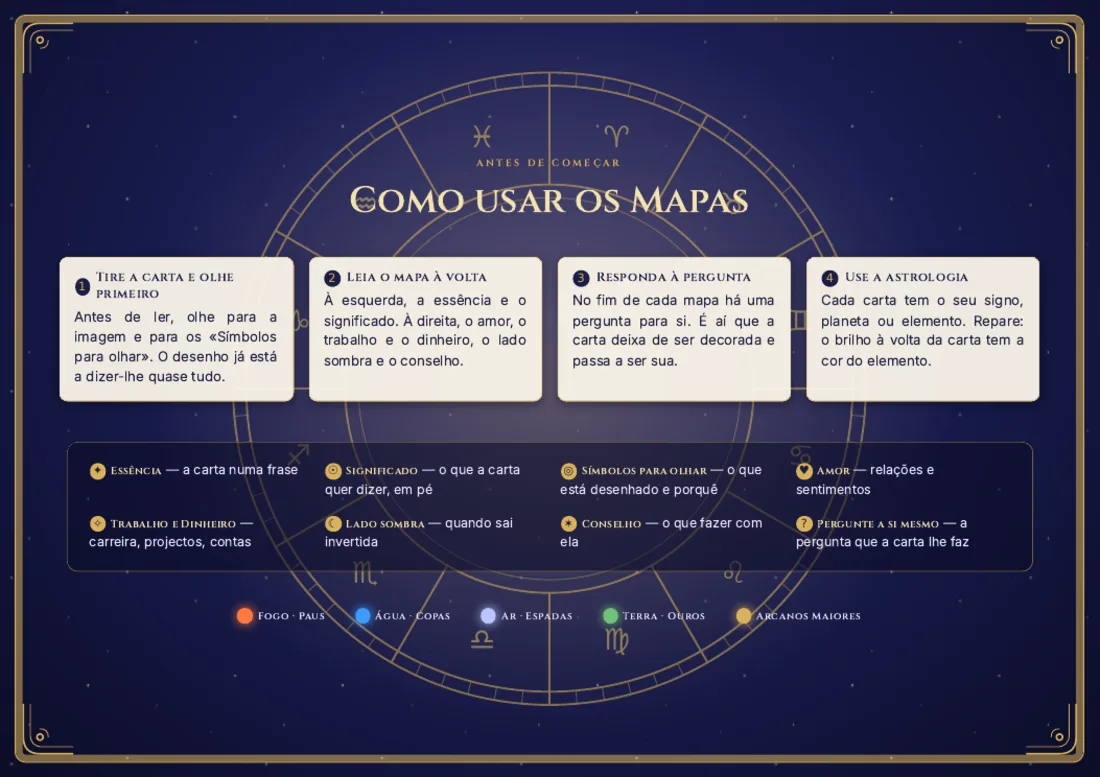 ANTES DE COMEÇAR
COMO USAR OS MAPAS
1 TIRE A CARTA E OLHE
PRIMEIRO
Antes de ler, olhe para a
imagem e para os «Símbolos
para olhar». O desenho já está
a dizer-lhe quase tudo.
2 LEIA O MAPA À VOLTA
À esquerda, a essência e o
significado. À direita, o amor, o
trabalho e o dinheiro, o lado
sombra e o conselho.
3 RESPONDA À PERGUNTA
No fim de cada mapa há uma
pergunta para si. É aí que a
carta deixa de ser decorada e
passa a ser sua.
4 USE A ASTROLOGIA
Cada carta tem o seu signo,
planeta ou elemento. Repare:
o brilho à volta da carta tem a
cor do elemento.
ESSÊNCIA — a carta numa frase
SIGNIFICADO — o que a carta
quer dizer, em pé
SÍMBOLOS PARA OLHAR — o que
está desenhado e porquê
AMOR — relações e
sentimentos
TRABALHO E DINHEIRO —
carreira, projectos, contas
LADO SOMBRA — quando sai
invertida
CONSELHO — o que fazer com
ela
? PERGUNTE A SI MESMO — a
pergunta que a carta lhe faz
FOGO · PAUS
ÁGUA · COPAS
AR · ESPADAS
TERRA · OUROS
ARCANOS MAIORES